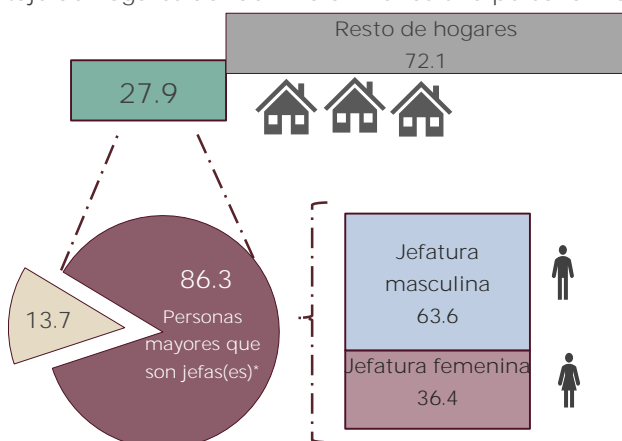 Resto de hogares
72.1
27.9
86.3
Personas
mayores que
son jefas(es)*
13.7
Jefatura
masculina
63.6
Jefatura femenina
36.4